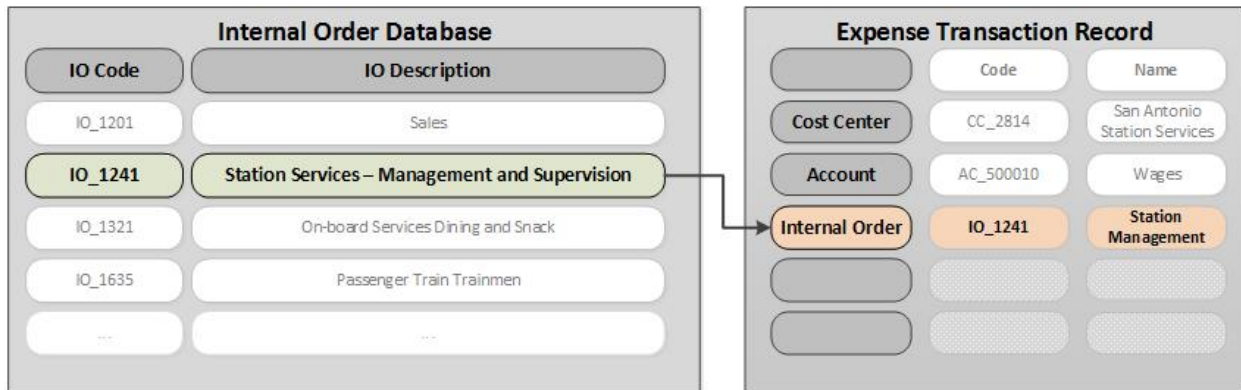 Internal Order Database
IO Code IO Description
IO_1201 Sales
IO_1241 Station Services – Management and Supervision
IO_1321 On-board Services Dining and Snack
IO_1635 Passenger Train Trainmen
... ...
Expense Transaction Record
Code Name
Cost Center CC_2814 San Antonio
Station Services
Account AC_500010 Wages
Internal Order IO_1241 Station
Management